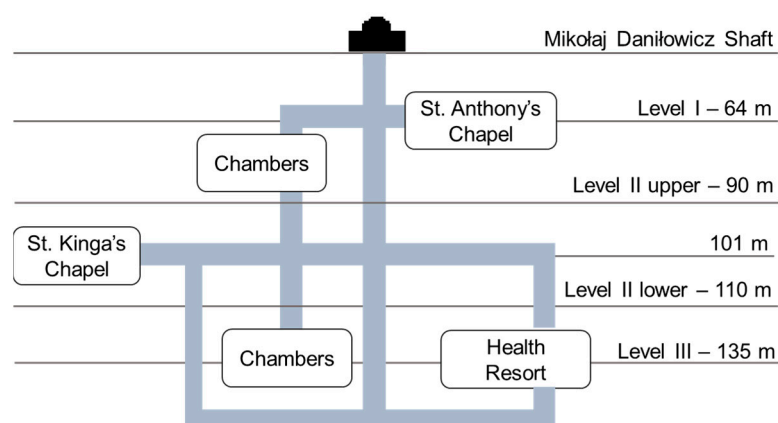 Mikołaj Daniłowicz Shaft
St. Anthony's
Chapel
Level I – 64 m
Chambers
Level II upper – 90 m
St. Kinga's
Chapel
101 m
Level II lower – 110 m
Chambers
Health
Resort
Level III – 135 m